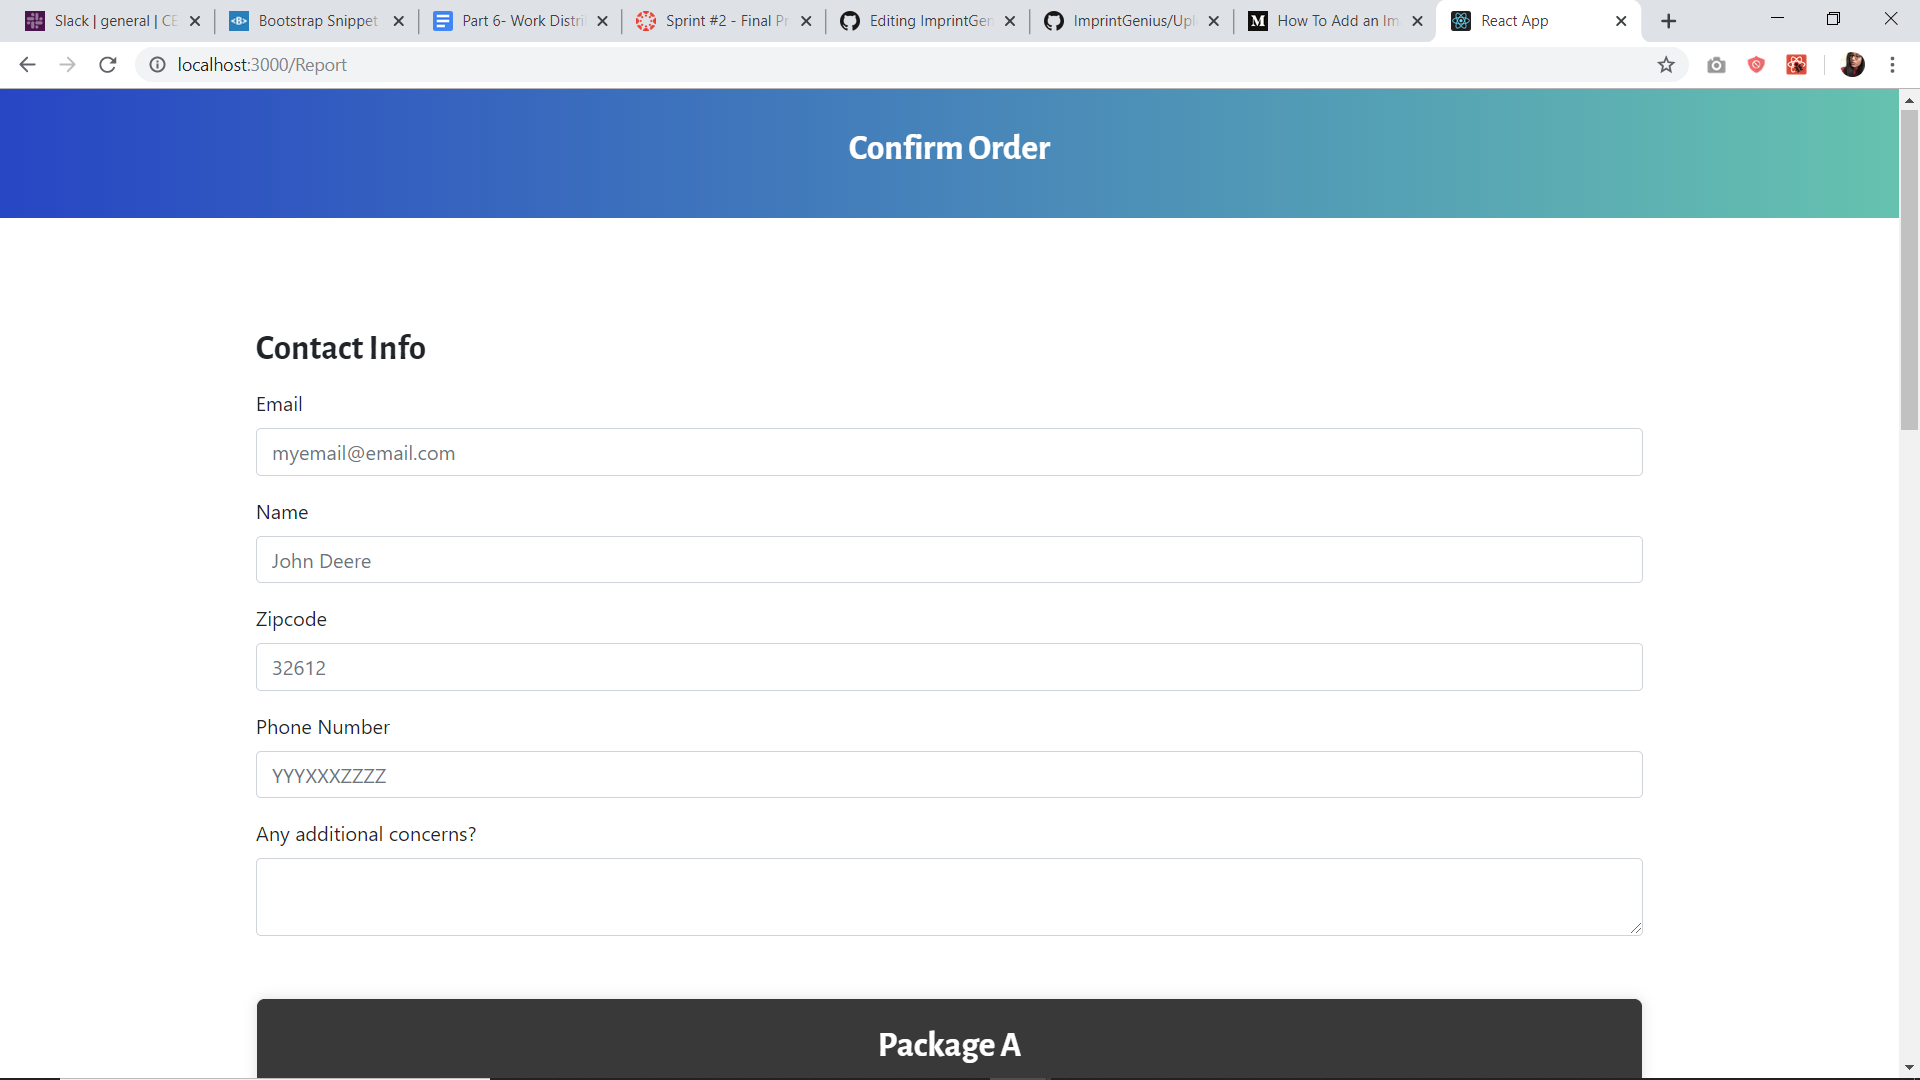 Slack | general | CE
Bootstrap Snippet
Part 6- Work Distri
Sprint #2 - Final Pr
Editing ImprintGen
ImprintGenius/Upl
How To Add an Im
React App
localhost:3000/Report
Confirm Order
Contact Info
Email
myemail@email.com
Name
John Deere
Zipcode
32612
Phone Number
YYYXXXZZZZ
Any additional concerns?
Package A